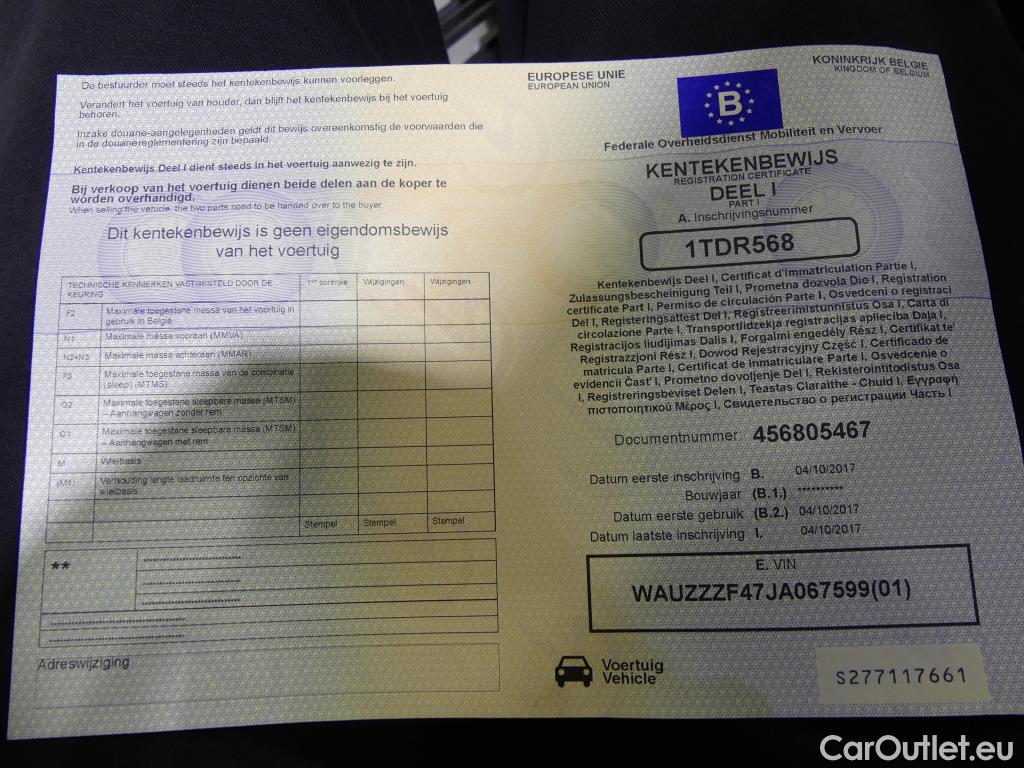 De bestuurder moet steeds het kentekenbewijs kunnen voorleggen.
Verandert het voertuig van houder, dan blijft het kentekenbewijs bij het voertuig
behoren.
Inzake douane-aangelegenheden geldt dit bewijs overeenkomstig de voorwaarden die
in de douanereglementering zijn bepaald.
Kentekenbewijs Deel I dient steeds in het voertuig aanwezig te zijn.
Bij verkoop van het voertuig dienen beide delen aan de koper te
worden overhandigd.
When selling the vehicle, the two parts need to be handed over to the buyer.
Dit kentekenbewijs is geen eigendomsbewijs
van het voertuig
TECHNISCHE KENMERKEN VASTGESTELD DOOR DE
KEURING
1ste controle
Wijzigingen
Wijzigingen
F2 Maximale toegestane massa van het voertuig in
gebruik in België
N1 Maximale massa vooraan (MMVA)
N2+N3 Maximale massa achteraan (MMAR)
F3 Maximale toegestane massa van de combinatie
(sleep) (MTMS)
O2 Maximale toegestane sleepbare massa (MTSM)
– Aanhangwagen zonder rem
O1 Maximale toegestane sleepbare massa (MTSM)
– Aanhangwagen met rem
M Wielbasis
(M1) Verhouding lengte laadruimte ten opzichte van
wielbasis
Stempel Stempel Stempel
**
Adreswijziging
EUROPESE UNIE
EUROPEAN UNION
KONINKRIJK BELGIE
KINGDOM OF BELGIUM
B
Federale Overheidsdienst Mobiliteit en Vervoer
KENTEKENBEWIJS
REGISTRATION CERTIFICATE
DEEL I
PART I
A. Inschrijvingsnummer
1TDR568
Kentekenbewijs Deel I, Certificat d'immatriculation Partie I,
Zulassungsbescheinigung Teil I, Prometna dozvola Dio I, Registration
certificate Part I, Permiso de circulación Parte I, Osvedceni o registraci
Del I, Registeringsattest Del I, Registreerimistunnistus Osa I, Carta di
circolazione Parte I, Transportlidzekja registracijas aplieciba Daja I,
Registracijos liudijimas Dalis I, Forgalmi engedély Rész I, Certifikat te'
Registrazzjoni Rész I, Dowod Rejestracyjny Część I, Certificado de
matricula Parte I, Certificat de inmatriculare Partea I, Osvedcenie o
evidencii Čast' I, Prometno dovoljenje Del I, Rekisterointitodistus Osa
I, Registreringsbeviset Delen I, Teastas Claraithe - Chuid I, Εγγραφή
πιστοποιητικού Μέρος I, Свидетельство о регистрации Часть I
Documentnummer: 456805467
Datum eerste inschrijving B. 04/10/2017
Bouwjaar (B.1.) **********
Datum eerste gebruik (B.2.) 04/10/2017
Datum laatste inschrijving I. 04/10/2017
E. VIN
WAUZZZF47JA067599(01)
Voertuig
Vehicle
S277117661
CarOutlet.eu